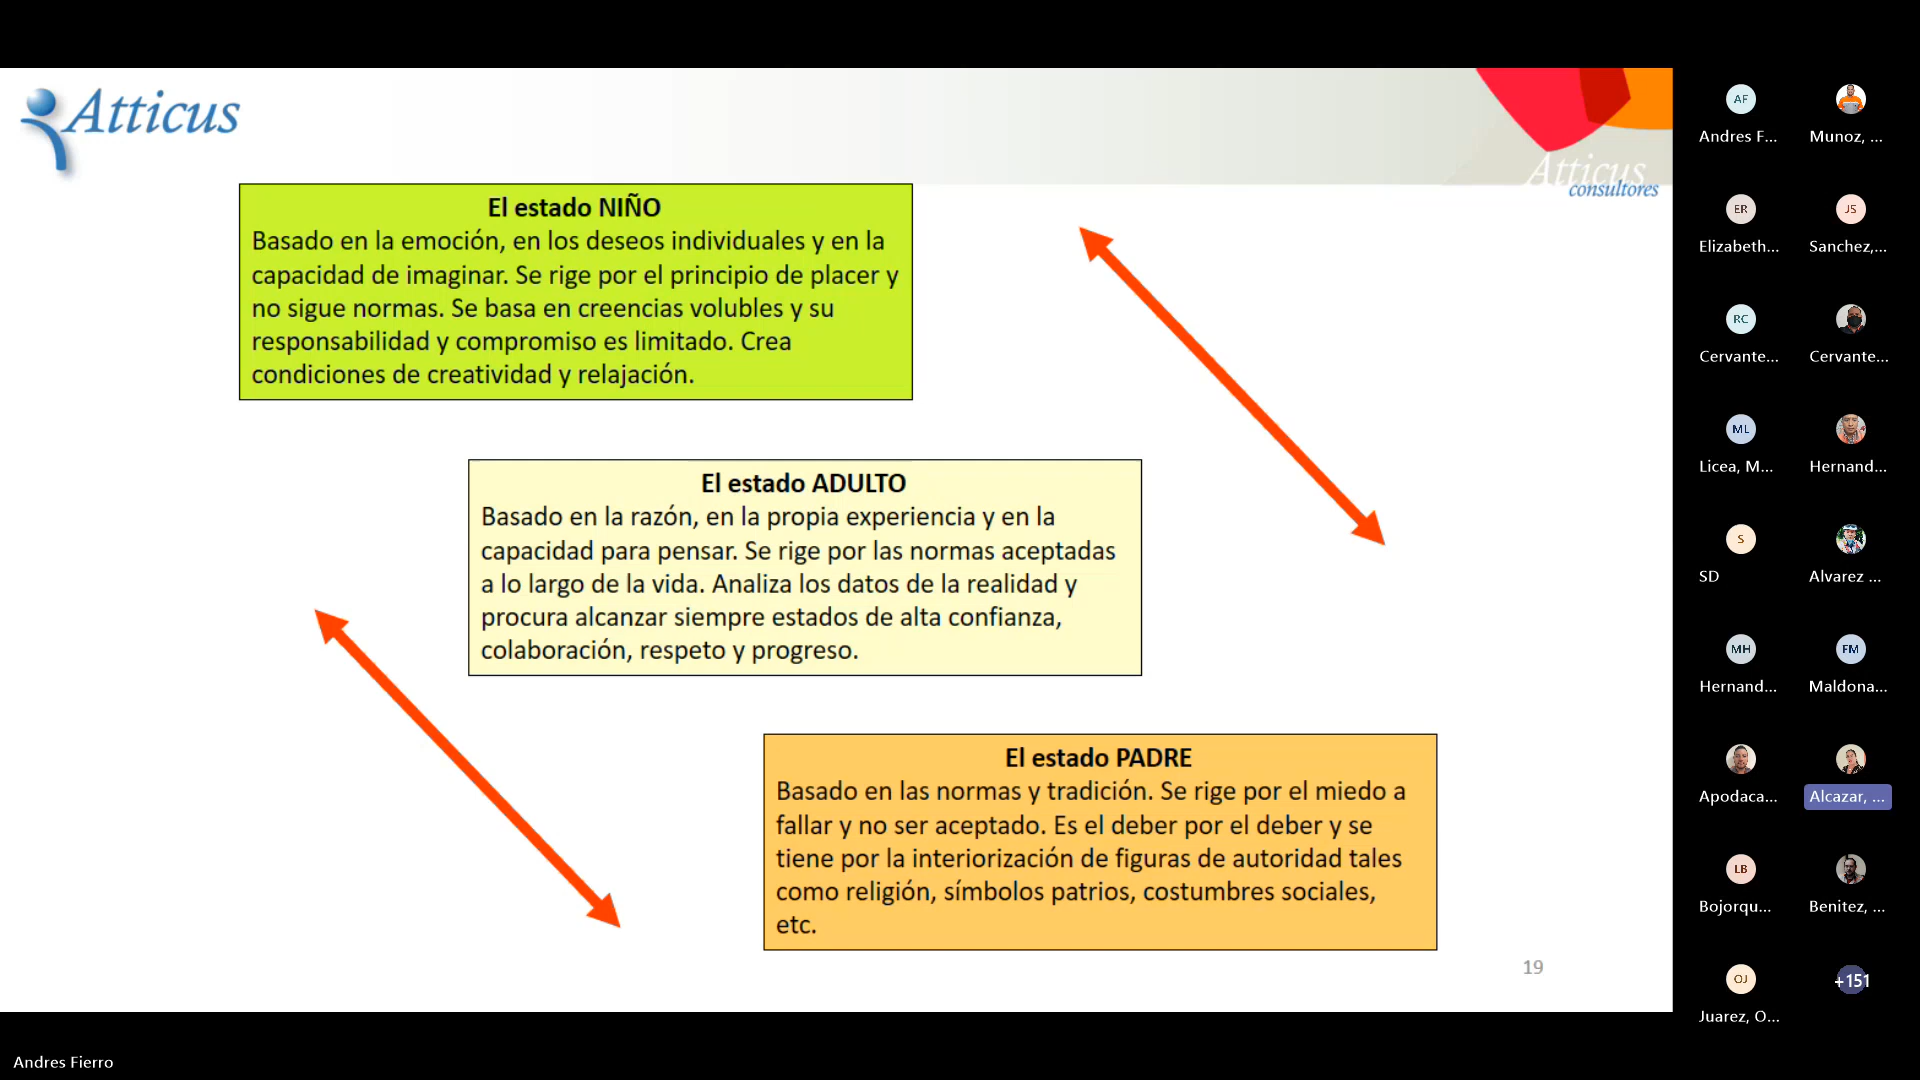 Atticus
Atticus
consultores
El estado NIÑO
Basado en la emoción, en los deseos individuales y en la
capacidad de imaginar. Se rige por el principio de placer y
no sigue normas. Se basa en creencias volubles y su
responsabilidad y compromiso es limitado. Crea
condiciones de creatividad y relajación.
El estado ADULTO
Basado en la razón, en la propia experiencia y en la
capacidad para pensar. Se rige por las normas aceptadas
a lo largo de la vida. Analiza los datos de la realidad y
procura alcanzar siempre estados de alta confianza,
colaboración, respeto y progreso.
El estado PADRE
Basado en las normas y tradición. Se rige por el miedo a
fallar y no ser aceptado. Es el deber por el deber y se
tiene por la interiorización de figuras de autoridad tales
como religión, símbolos patrios, costumbres sociales,
etc.
19
AF
Andres F...
Munoz, ...
ER
Elizabeth...
JS
Sanchez,...
RC
Cervante...
Cervante...
ML
Licea, M...
Hernand...
S
SD
Alvarez ...
MH
Hernand...
FM
Maldona...
Apodaca...
Alcazar, ...
LB
Bojorqu...
Benitez, ...
OJ
Juarez, O...
+151
Andres Fierro